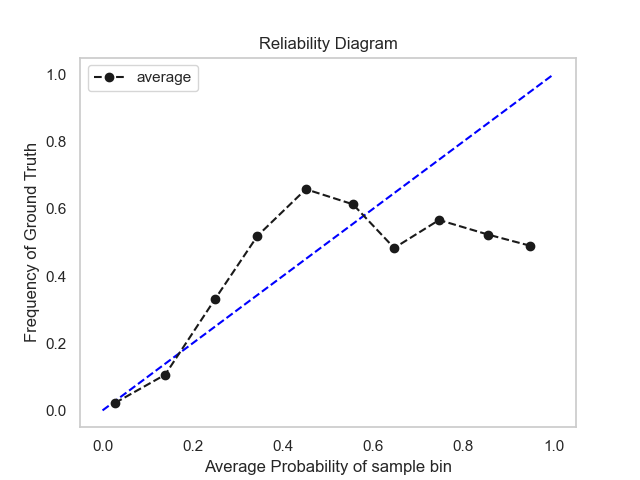 Reliability Diagram
average
Frequency of Ground Truth
1.0
0.8
0.6
0.4
0.2
0.0
0.0 0.2 0.4 0.6 0.8 1.0
Average Probability of sample bin